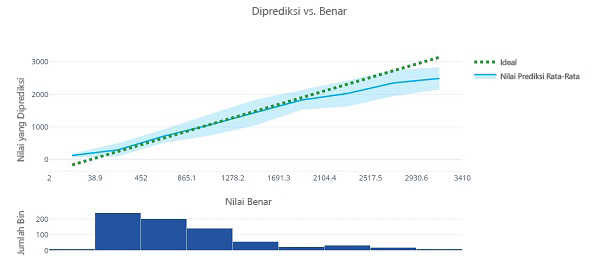 Diprediksi vs. Benar
Nilai yang Diprediksi
3000
2000
1000
0
2 38.9 452 865.1 1278.2 1691.3 2104.4 2517.5 2930.6 3410
Ideal
Nilai Prediksi Rata-Rata
Nilai Benar
Jumlah Bin
200
100
0